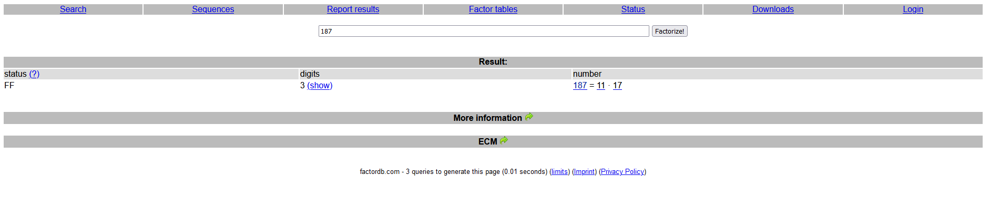 Search Sequences Report results Factor tables Status Downloads Login
187 Factorize!
Result:
status (?) digits number
FF 3 (show) 187 = 11 · 17
More information
ECM
factordb.com - 3 queries to generate this page (0.01 seconds) (limits) (Imprint) (Privacy Policy)